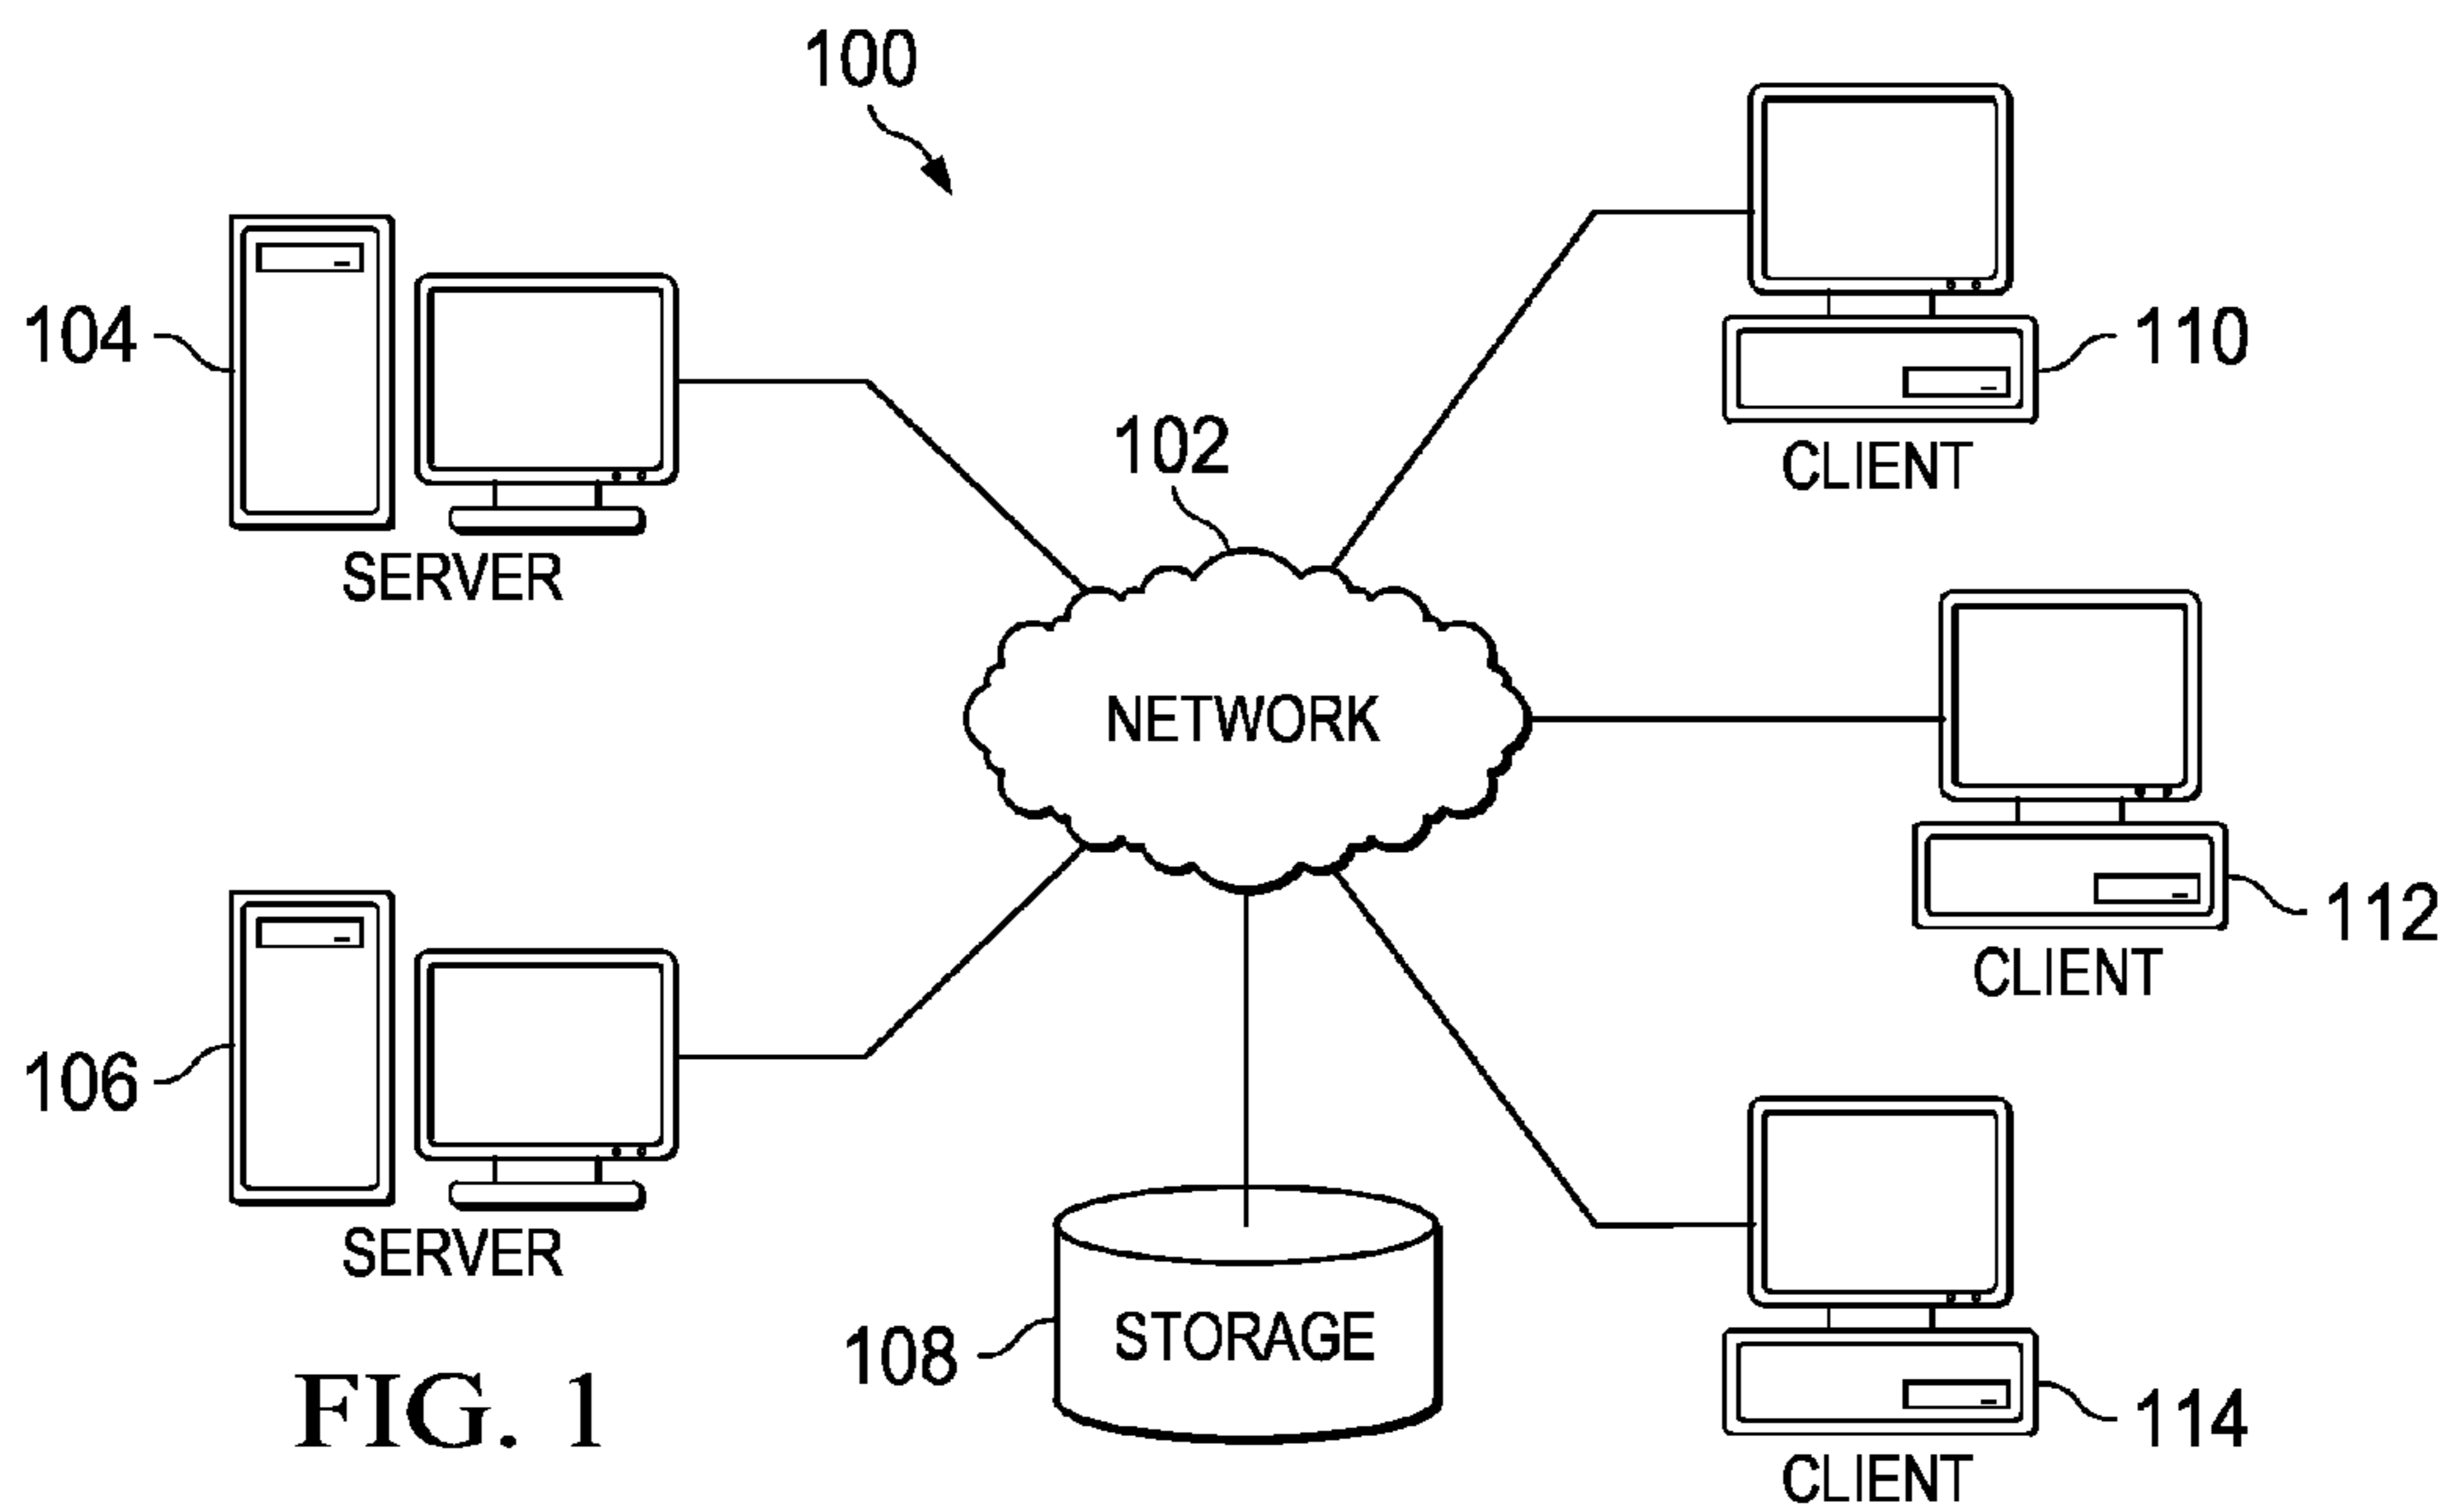 100
104
110
CLIENT
102
SERVER
NETWORK
112
CLIENT
106
SERVER
108
STORAGE
114
CLIENT
FIG. 1